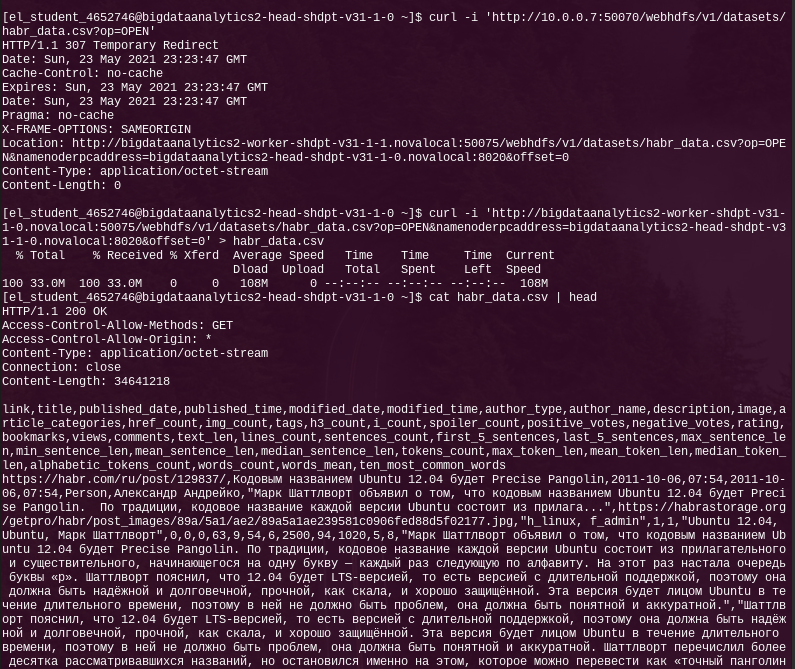 [el_student_4652746@bigdataanalytics2-head-shdpt-v31-1-0 ~]$ curl -i 'http://10.0.0.7:50070/webhdfs/v1/datasets/
habr_data.csv?op=OPEN'
HTTP/1.1 307 Temporary Redirect
Date: Sun, 23 May 2021 23:23:47 GMT
Cache-Control: no-cache
Expires: Sun, 23 May 2021 23:23:47 GMT
Date: Sun, 23 May 2021 23:23:47 GMT
Pragma: no-cache
X-FRAME-OPTIONS: SAMEORIGIN
Location: http://bigdataanalytics2-worker-shdpt-v31-1-1.novalocal:50075/webhdfs/v1/datasets/habr_data.csv?op=OPE
N&namenoderpcaddress=bigdataanalytics2-head-shdpt-v31-1-0.novalocal:8020&offset=0
Content-Type: application/octet-stream
Content-Length: 0
[el_student_4652746@bigdataanalytics2-head-shdpt-v31-1-0 ~]$ curl -i 'http://bigdataanalytics2-worker-shdpt-v31-
1-0.novalocal:50075/webhdfs/v1/datasets/habr_data.csv?op=OPEN&namenoderpcaddress=bigdataanalytics2-head-shdpt-v3
1-1-0.novalocal:8020&offset=0' > habr_data.csv
% Total % Received % Xferd Average Speed Time Time Time Current
Dload Upload Total Spent Left Speed
100 33.0M 100 33.0M 0 0 108M 0 --:--:-- --:--:-- --:--:-- 108M
[el_student_4652746@bigdataanalytics2-head-shdpt-v31-1-0 ~]$ cat habr_data.csv | head
HTTP/1.1 200 OK
Access-Control-Allow-Methods: GET
Access-Control-Allow-Origin: *
Content-Type: application/octet-stream
Connection: close
Content-Length: 34641218
link,title,published_date,published_time,modified_date,modified_time,author_type,author_name,description,image,a
rticle_categories,href_count,img_count,tags,h3_count,i_count,spoiler_count,positive_votes,negative_votes,rating,
bookmarks,views,comments,text_len,lines_count,sentences_count,first_5_sentences,last_5_sentences,max_sentence_le
n,min_sentence_len,mean_sentence_len,median_sentence_len,tokens_count,max_token_len,mean_token_len,median_token_
len,alphabetic_tokens_count,words_count,words_mean,ten_most_common_words
https://habr.com/ru/post/129837/,Кодовым названием Ubuntu 12.04 будет Precise Pangolin,2011-10-06,07:54,2011-10-
06,07:54,Person,Александр Андрейко,"Марк Шаттлворт объявил о том, что кодовым названием Ubuntu 12.04 будет Preci
se Pangolin. По традиции, кодовое название каждой версии Ubuntu состоит из прилага...",https://habrastorage.org
/getpro/habr/post_images/89a/5a1/ae2/89a5a1ae239581c0906fed88d5f02177.jpg,"h_linux, f_admin",1,1,"Ubuntu 12.04,
Ubuntu, Марк Шаттлворт",0,0,0,63,9,54,6,2500,94,1020,5,8,"Марк Шаттлворт объявил о том, что кодовым названием Ub
untu 12.04 будет Precise Pangolin. По традиции, кодовое название каждой версии Ubuntu состоит из прилагательного
и существительного, начинающегося на одну букву — каждый раз следующую по алфавиту. На этот раз настала очередь
буквы «p». Шаттлворт пояснил, что 12.04 будет LTS-версией, то есть версией с длительной поддержкой, поэтому она
должна быть надёжной и долговечной, прочной, как скала, и хорошо защищённой. Эта версия будет лицом Ubuntu в те
чение длительного времени, поэтому в ней не должно быть проблем, она должна быть понятной и аккуратной.","Шаттлв
орт пояснил, что 12.04 будет LTS-версией, то есть версией с длительной поддержкой, поэтому она должна быть надёж
ной и долговечной, прочной, как скала, и хорошо защищённой. Эта версия будет лицом Ubuntu в течение длительного
времени, поэтому в ней не должно быть проблем, она должна быть понятной и аккуратной. Шаттлворт перечислил более
десятка рассматривавшихся названий, но остановился именно на этом, которое можно перевести как «точный панголин